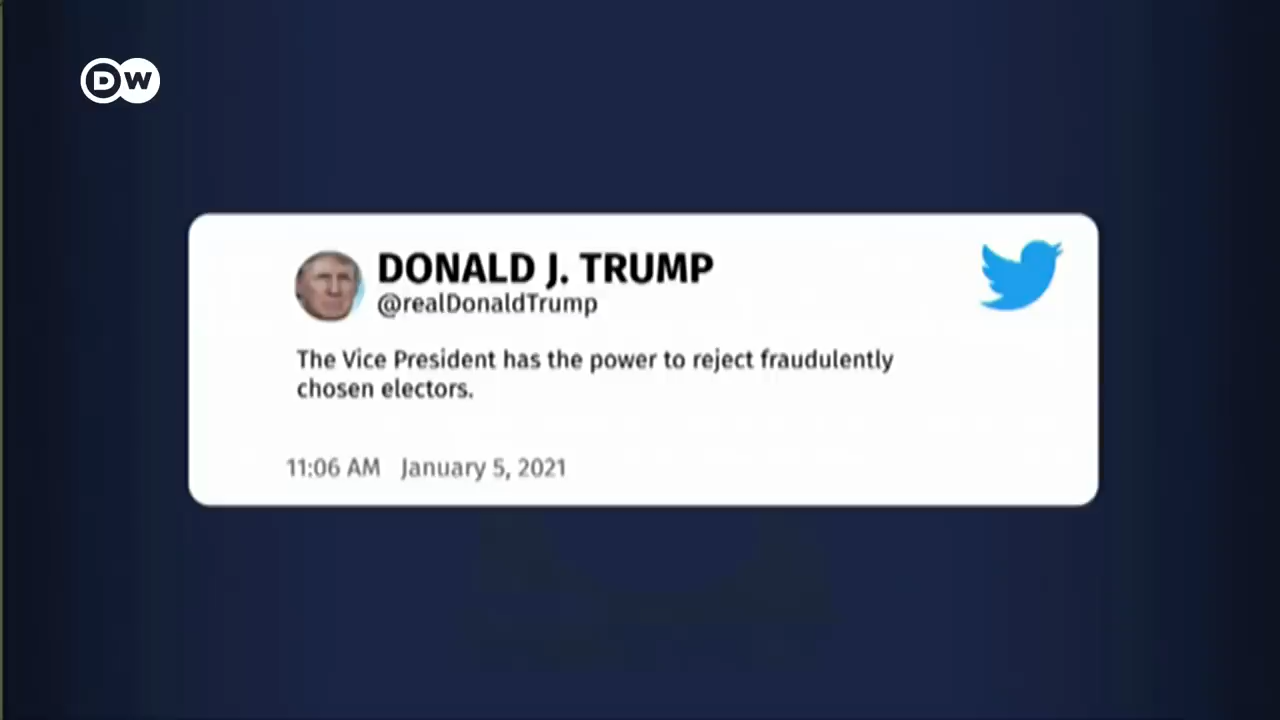 DW
DONALD J. TRUMP
@realDonaldTrump
The Vice President has the power to reject fraudulently
chosen electors.
11:06 AM January 5, 2021